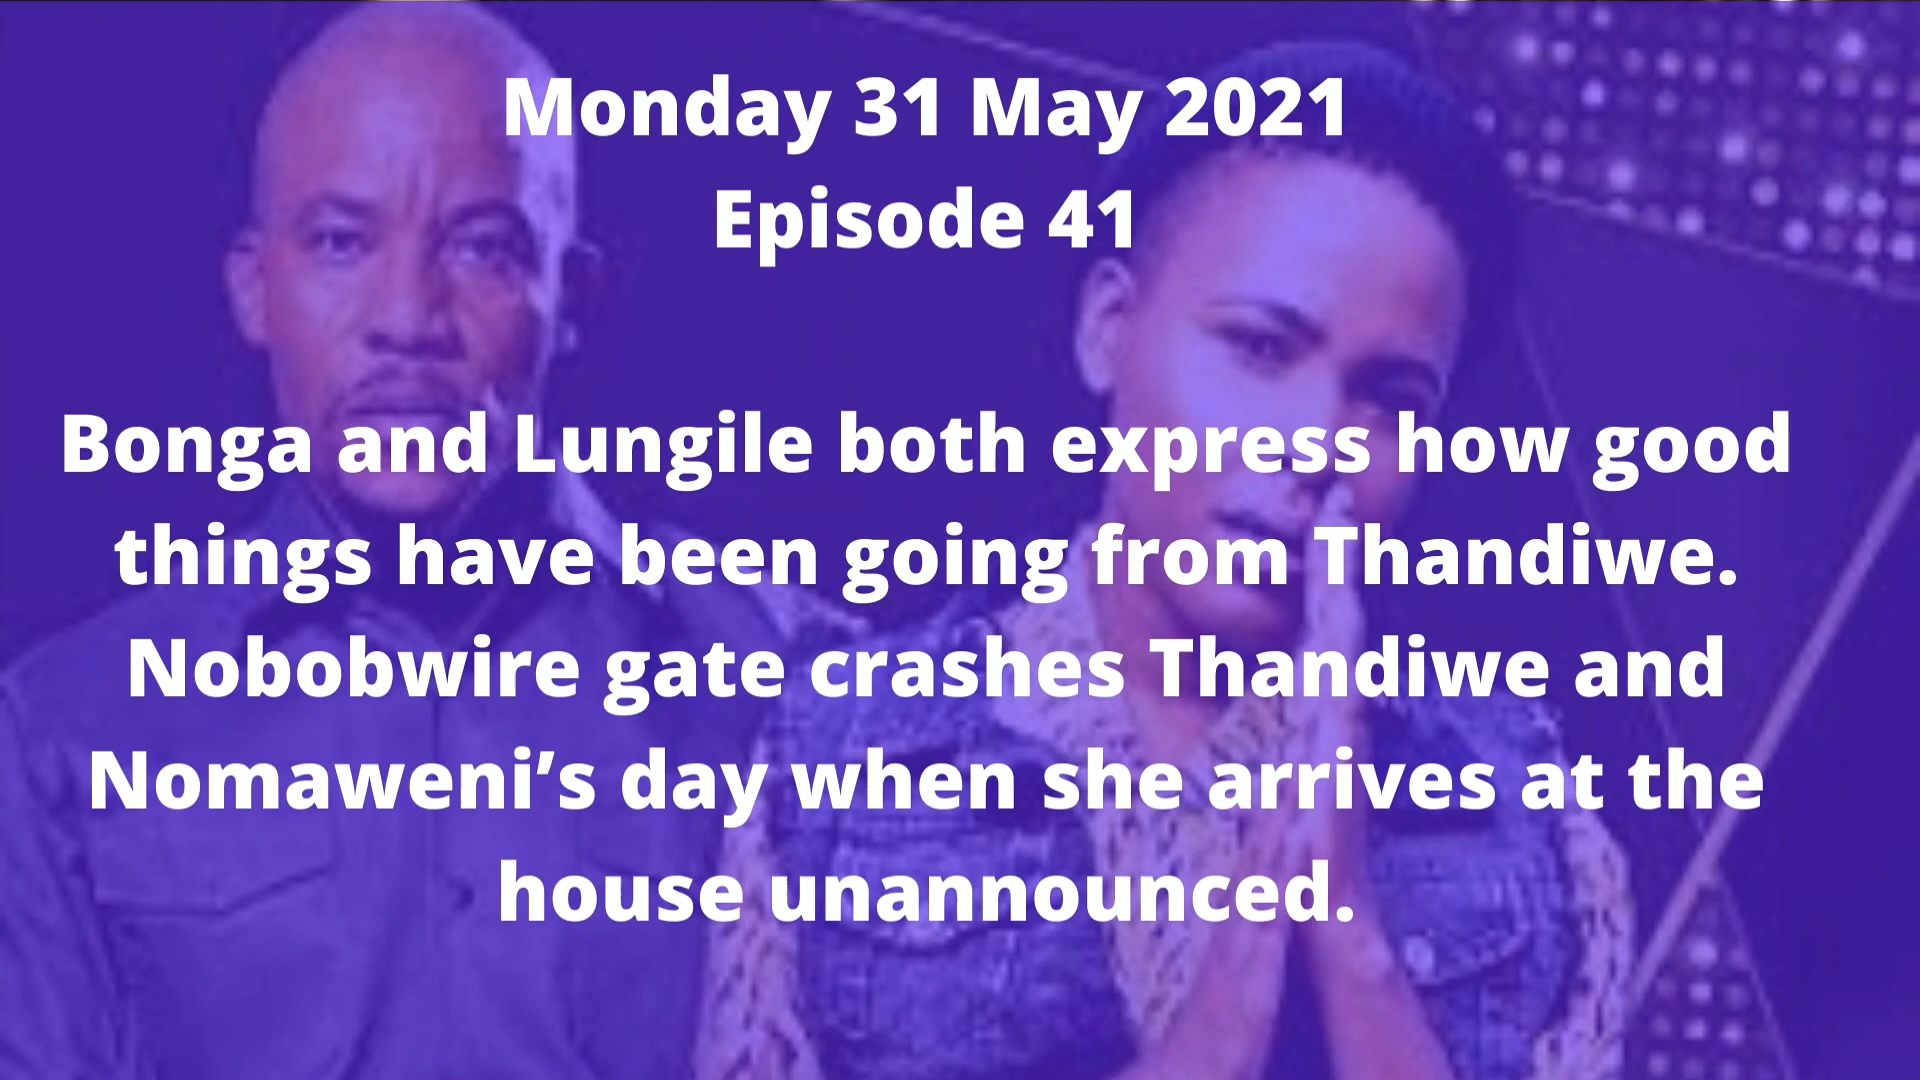 Monday 31 May 2021
Episode 41
Bonga and Lungile both express how good
things have been going from Thandiwe.
Nobobwire gate crashes Thandiwe and
Nomaweni’s day when she arrives at the
house unannounced.